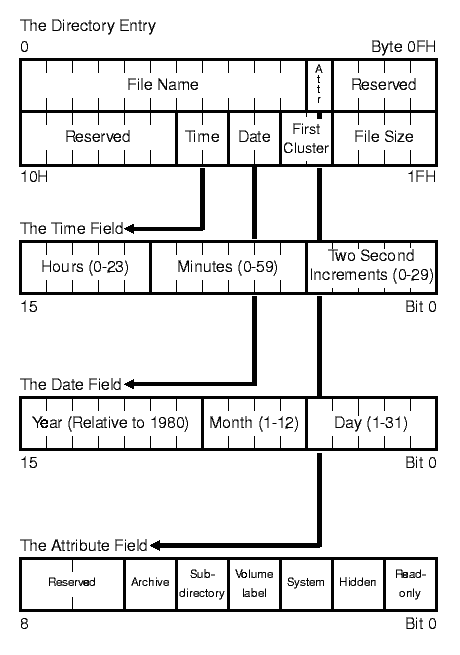 The Directory Entry
0 Byte 0FH
File Name Attr Reserved
Reserved Time Date First Cluster File Size
10H 1FH
The Time Field
Hours (0-23) Minutes (0-59) Two Second Increments (0-29)
15 Bit 0
The Date Field
Year (Relative to 1980) Month (1-12) Day (1-31)
15 Bit 0
The Attribute Field
Reserved Archive Sub-directory Volume label System Hidden Read-only
8 Bit 0